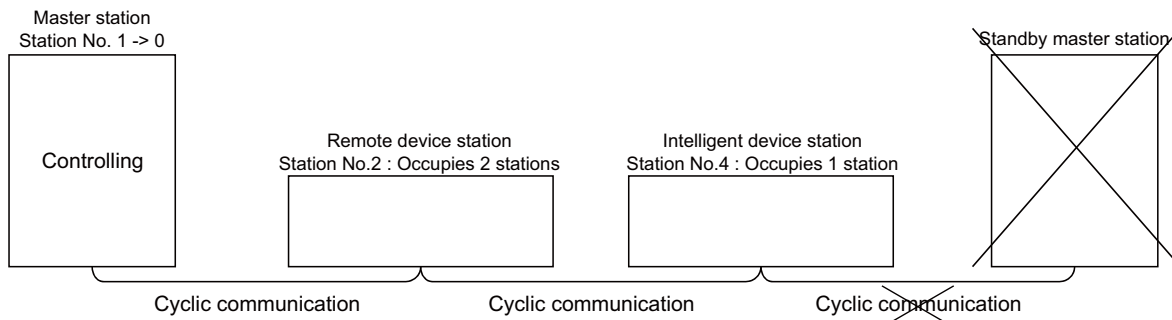 Master station
Station No. 1 -> 0
Standby master station
Controlling
Remote device station
Station No.2 : Occupies 2 stations
Intelligent device station
Station No.4 : Occupies 1 station
Cyclic communication
Cyclic communication
Cyclic communication